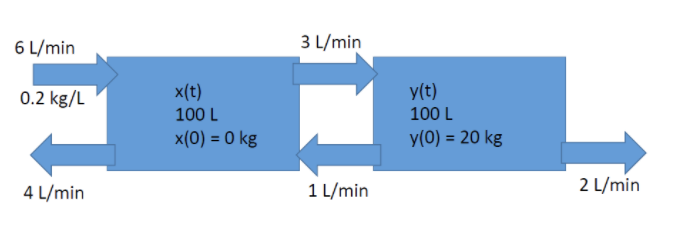 6 L/min
0.2 kg/L
4 L/min
x(t)
100 L
x(0) = 0 kg
3 L/min
1 L/min
y(t)
100 L
y(0) = 20 kg
2 L/min